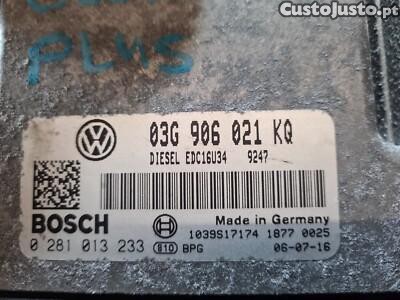 CustoJusto.pt
PLUS
03G 906 021 KQ
DIESEL EDC16U34 9247
BOSCH
Made in Germany
1039S17174 1877 0025
0 281 013 233 810 BPG 06-07-16